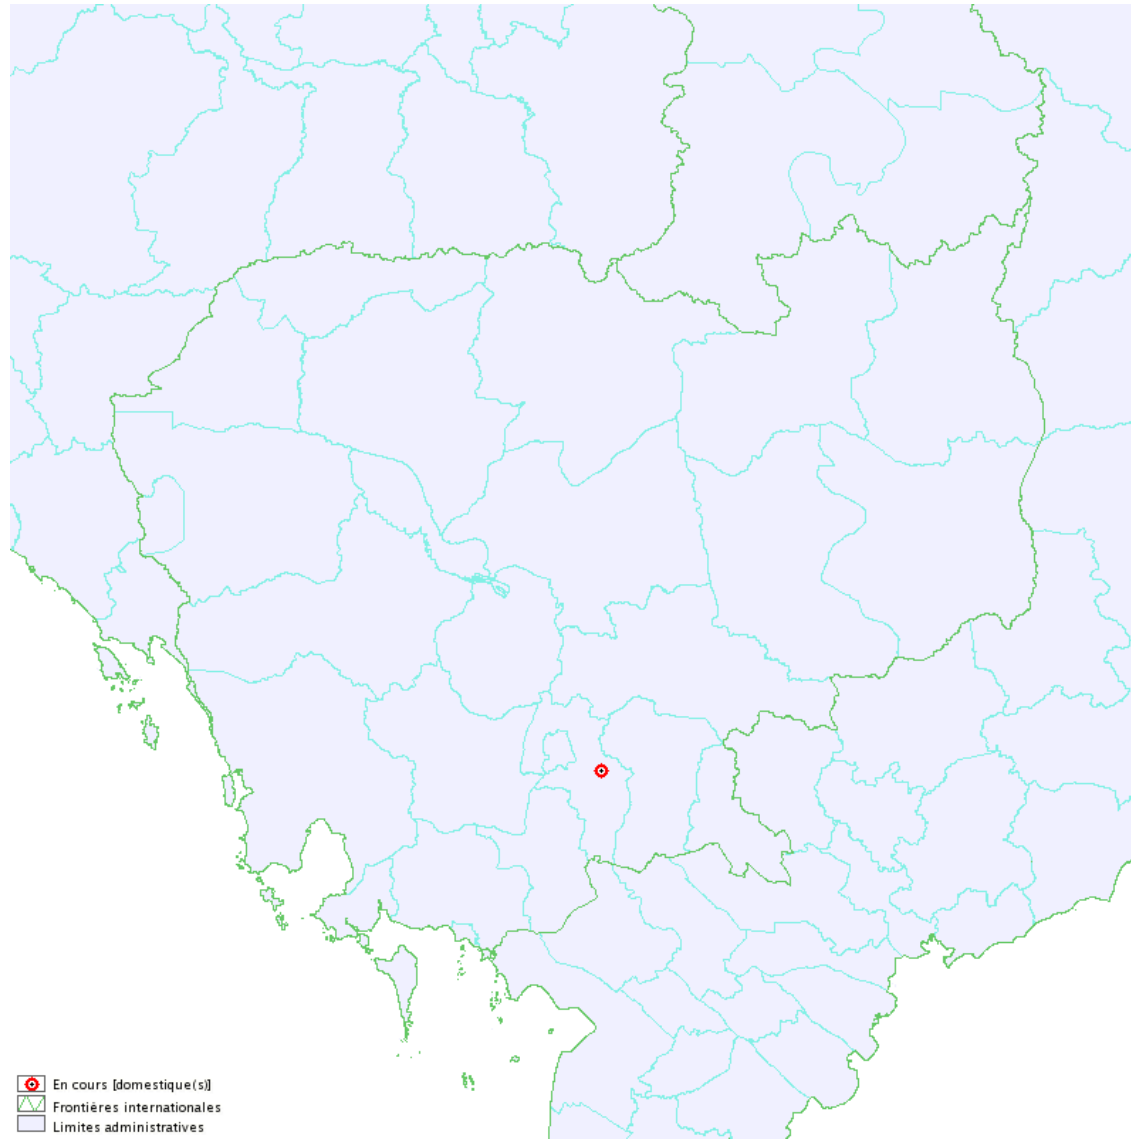 En cours [domestique(s)]
Frontières internationales
Limites administratives